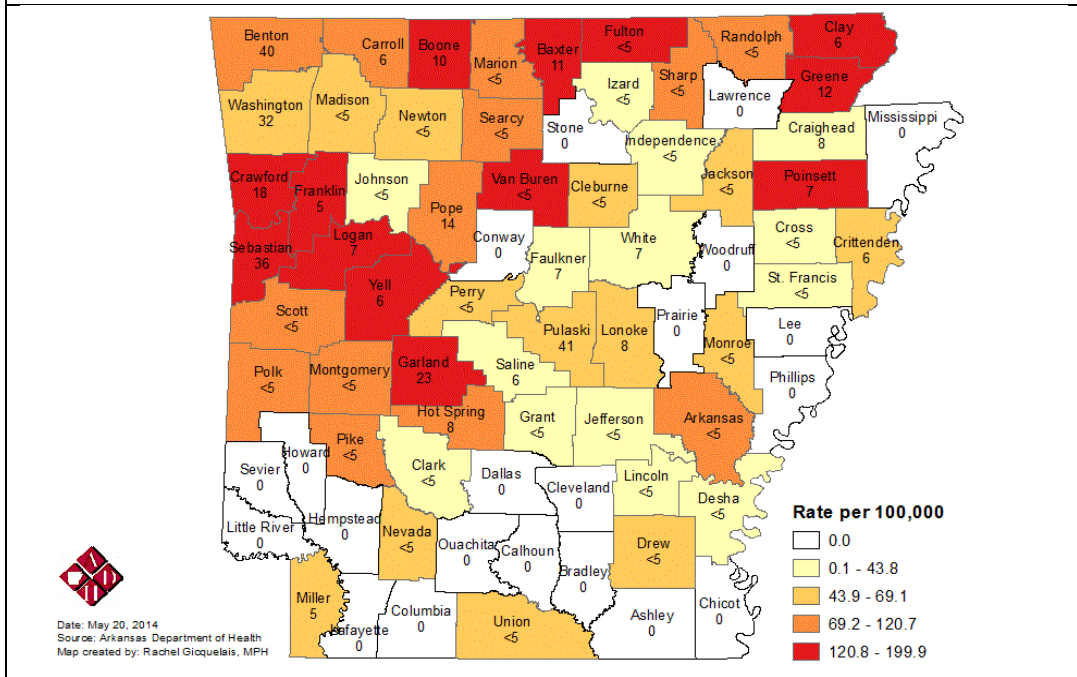 Benton
40
Carroll
6
Boone
10
Marion
<5
Baxter
11
Fulton
<5
Randolph
<5
Clay
6
Izard
<5
Sharp
<5
Lawrence
0
Greene
12
Washington
32
Madison
<5
Newton
<5
Searcy
<5
Stone
0
Independence
<5
Craighead
8
Mississippi
0
Crawford
18
Franklin
5
Johnson
<5
Pope
14
Van Buren
<5
Cleburne
<5
Jackson
<5
Poinsett
7
Sebastian
36
Logan
7
Conway
0
Faulkner
7
White
7
Woodruff
0
Cross
<5
Crittenden
6
St. Francis
<5
Yell
6
Scott
<5
Perry
<5
Pulaski
41
Lonoke
8
Prairie
0
Monroe
<5
Lee
0
Phillips
0
Polk
<5
Montgomery
<5
Garland
23
Saline
6
Hot Spring
8
Grant
<5
Jefferson
<5
Arkansas
<5
Sevier
0
Howard
0
Pike
<5
Clark
<5
Dallas
0
Cleveland
0
Lincoln
<5
Desha
<5
Little River
0
Hempstead
0
Nevada
<5
Ouachita
0
Calhoun
0
Bradley
0
Drew
<5
Miller
5
Lafayette
0
Columbia
0
Union
<5
Ashley
0
Chicot
0
Rate per 100,000
0.0
0.1 - 43.8
43.9 - 69.1
69.2 - 120.7
120.8 - 199.9
Date: May 20, 2014
Source: Arkansas Department of Health
Map created by: Rachel Gicquelais, MPH